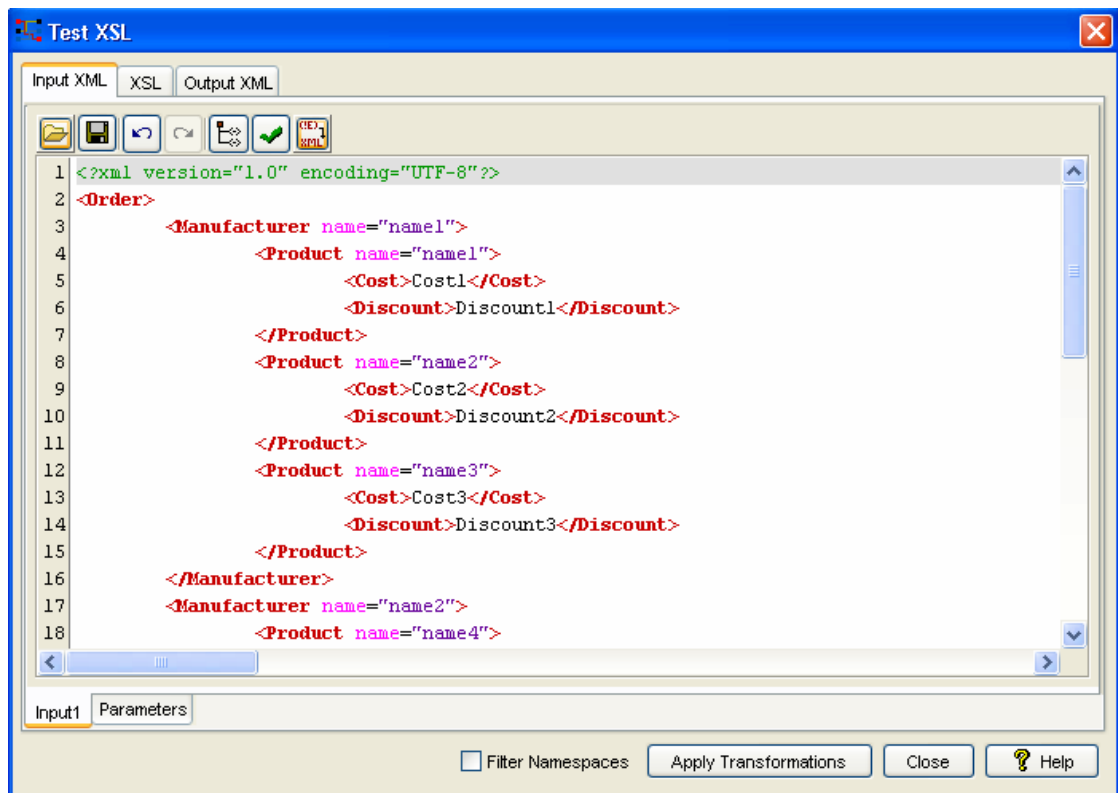 Test XSL
Input XML XSL Output XML
(!E) XML
1 <?xml version="1.0" encoding="UTF-8"?>
2 <Order>
3 <Manufacturer name="name1">
4 <Product name="name1">
5 <Cost>Cost1</Cost>
6 <Discount>Discount1</Discount>
7 </Product>
8 <Product name="name2">
9 <Cost>Cost2</Cost>
10 <Discount>Discount2</Discount>
11 </Product>
12 <Product name="name3">
13 <Cost>Cost3</Cost>
14 <Discount>Discount3</Discount>
15 </Product>
16 </Manufacturer>
17 <Manufacturer name="name2">
18 <Product name="name4">
Input1 Parameters
Filter Namespaces Apply Transformations Close Help